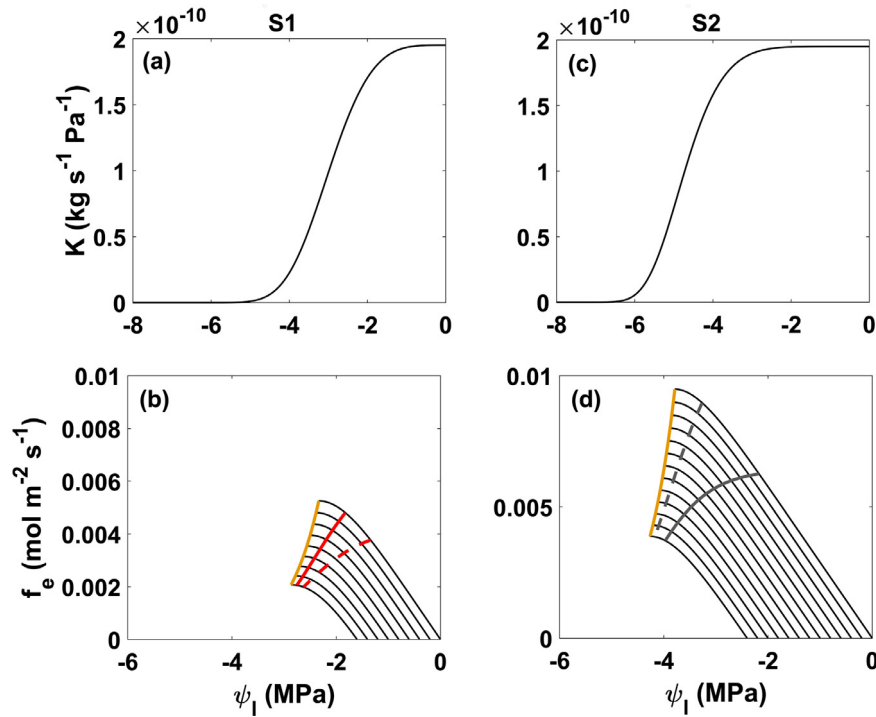 S1
×10⁻¹⁰
(a)
K (kg s⁻¹ Pa⁻¹)
2
1.5
1
0.5
0
-8 -6 -4 -2 0
S2
×10⁻¹⁰
(c)
2
1.5
1
0.5
0
-8 -6 -4 -2 0
(b)
f_e (mol m⁻² s⁻¹)
0.01
0.008
0.006
0.004
0.002
0
-6 -4 -2 0
ψ_l (MPa)
(d)
0.01
0.005
0
-6 -4 -2 0
ψ_l (MPa)